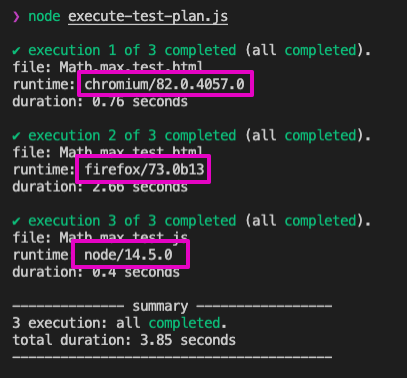 ❯ node execute-test-plan.js
✔ execution 1 of 3 completed (all completed).
file: Math.max.test.html
runtime: chromium/82.0.4057.0
duration: 0.76 seconds
✔ execution 2 of 3 completed (all completed).
file: Math.max.test.html
runtime: firefox/73.0b13
duration: 2.66 seconds
✔ execution 3 of 3 completed (all completed).
file: Math.max.test.js
runtime: node/14.5.0
duration: 0.4 seconds
-------------- summary -----------------
3 execution: all completed.
total duration: 3.85 seconds
----------------------------------------